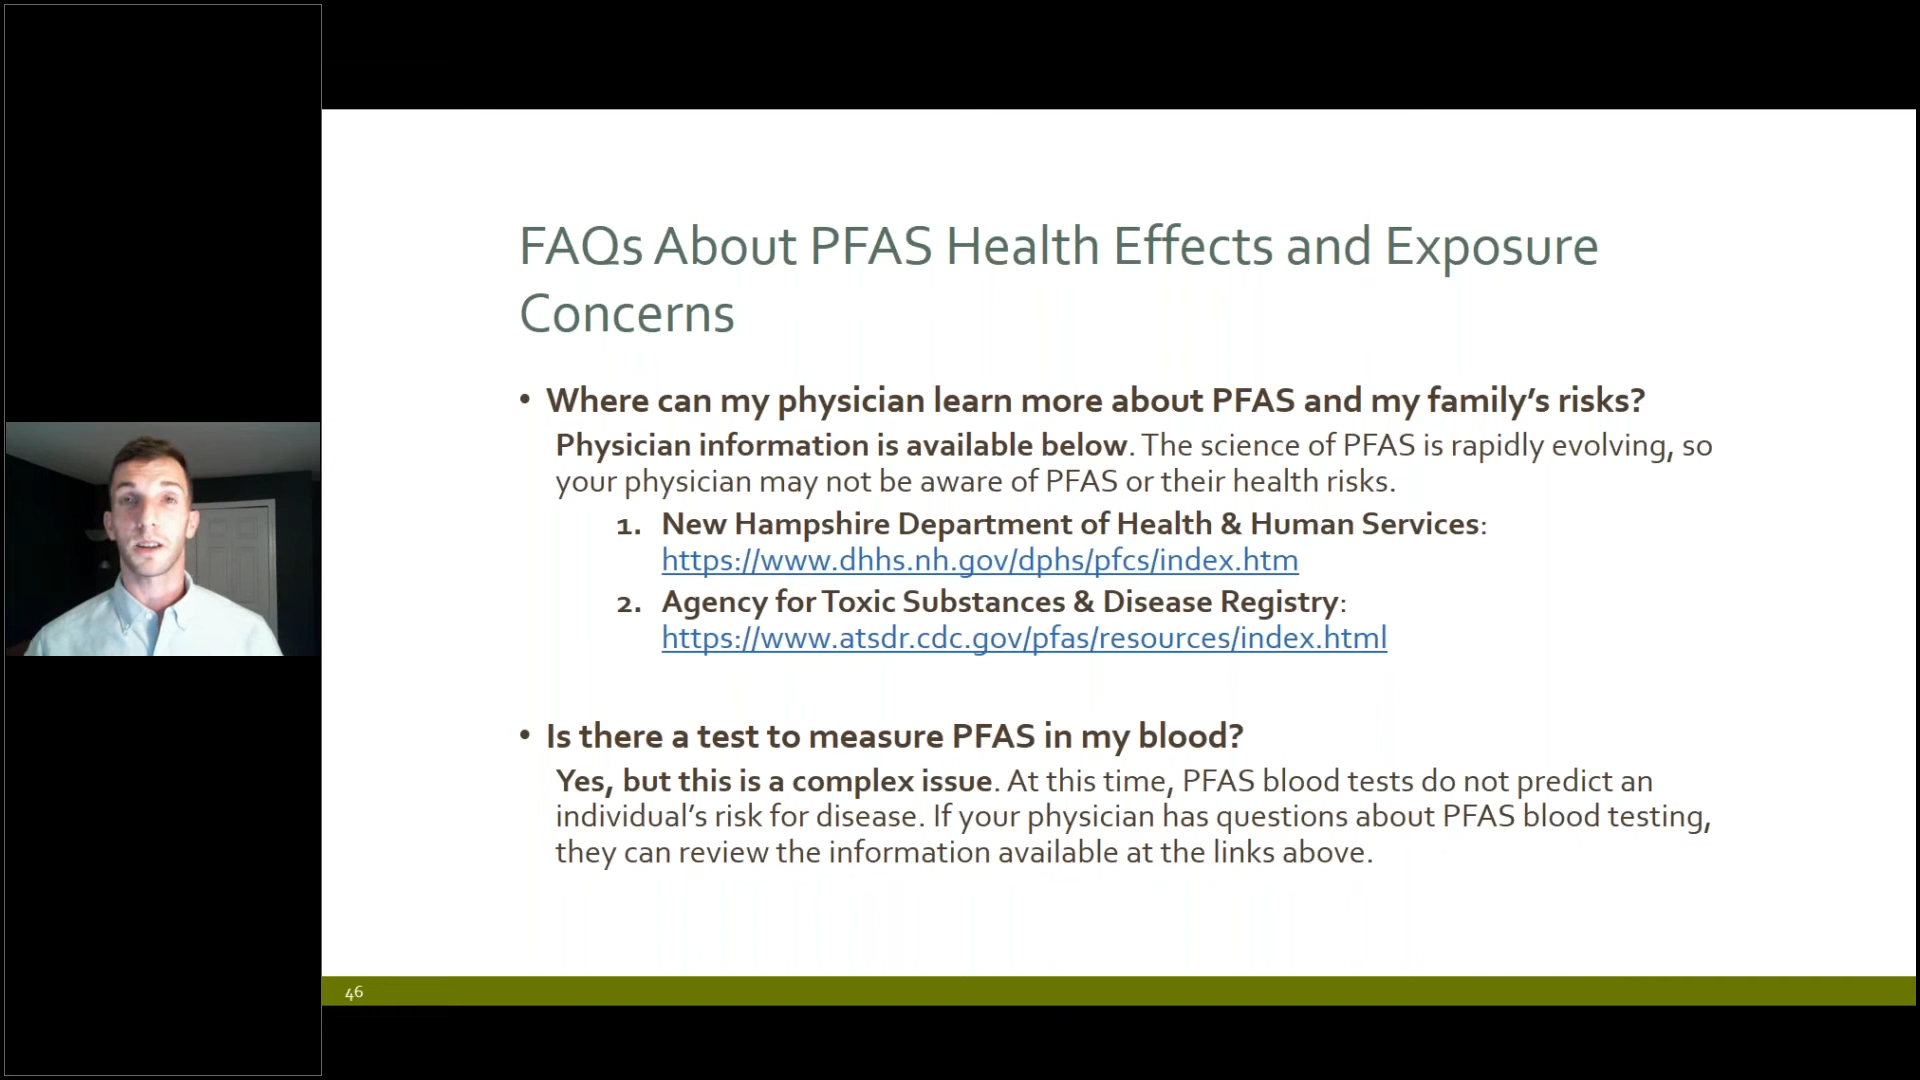 FAQs About PFAS Health Effects and Exposure
Concerns
• Where can my physician learn more about PFAS and my family’s risks?
Physician information is available below. The science of PFAS is rapidly evolving, so
your physician may not be aware of PFAS or their health risks.
1. New Hampshire Department of Health & Human Services:
https://www.dhhs.nh.gov/dphs/pfcs/index.htm
2. Agency for Toxic Substances & Disease Registry:
https://www.atsdr.cdc.gov/pfas/resources/index.html
• Is there a test to measure PFAS in my blood?
Yes, but this is a complex issue. At this time, PFAS blood tests do not predict an
individual’s risk for disease. If your physician has questions about PFAS blood testing,
they can review the information available at the links above.
46